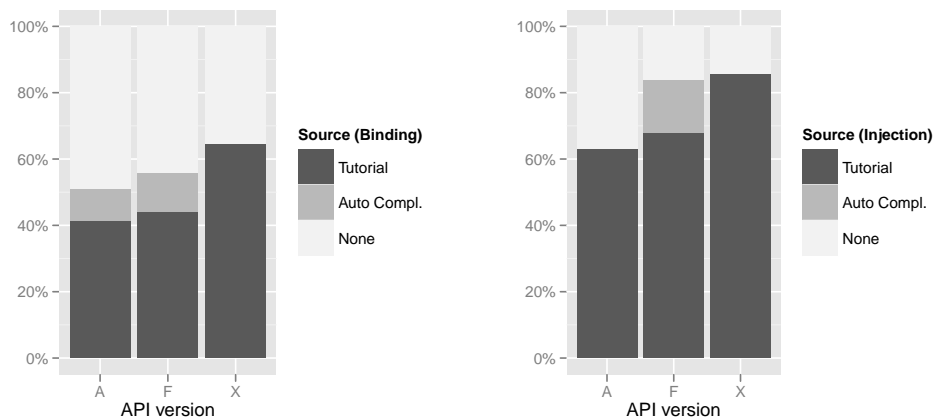 100%
80%
60%
40%
20%
0%
A F X
API version
Source (Binding)
Tutorial
Auto Compl.
None
100%
80%
60%
40%
20%
0%
A F X
API version
Source (Injection)
Tutorial
Auto Compl.
None